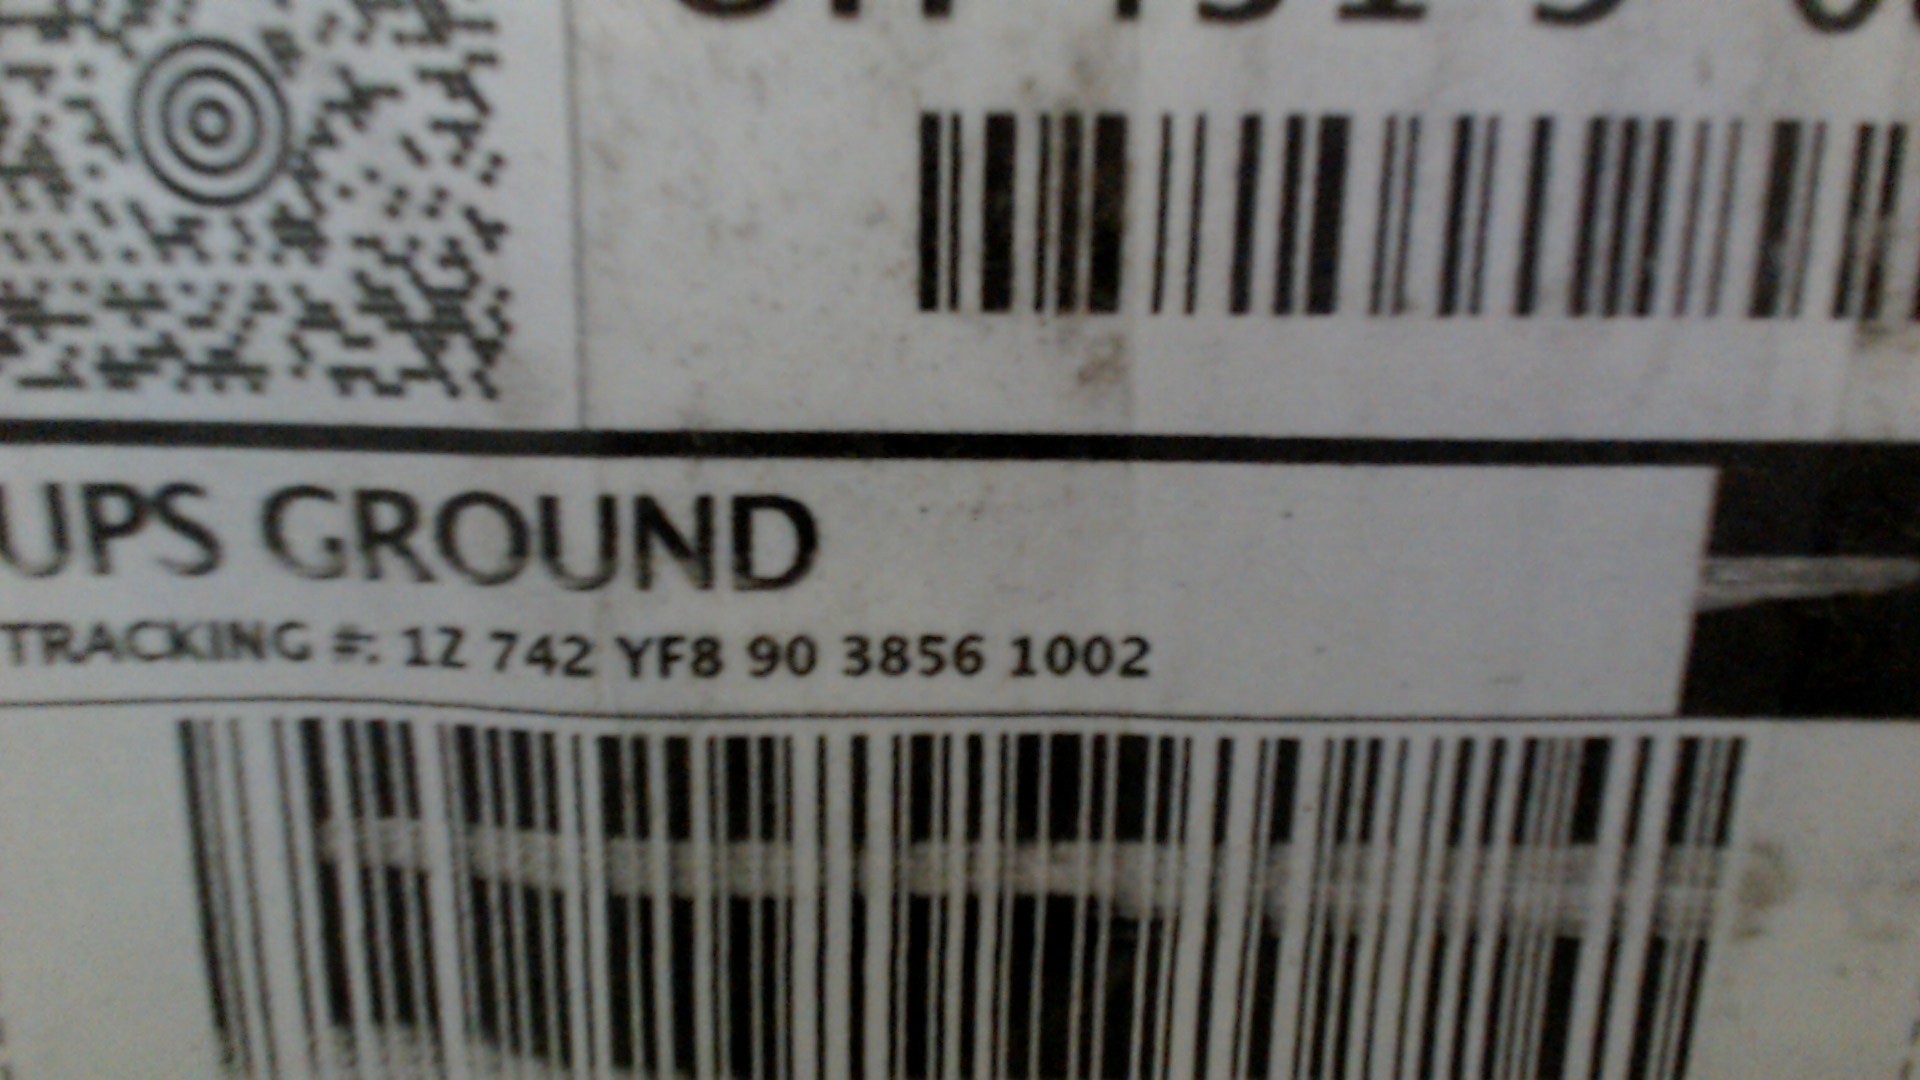 UPS GROUND
TRACKING #: 1Z 742 YF8 90 3856 1002